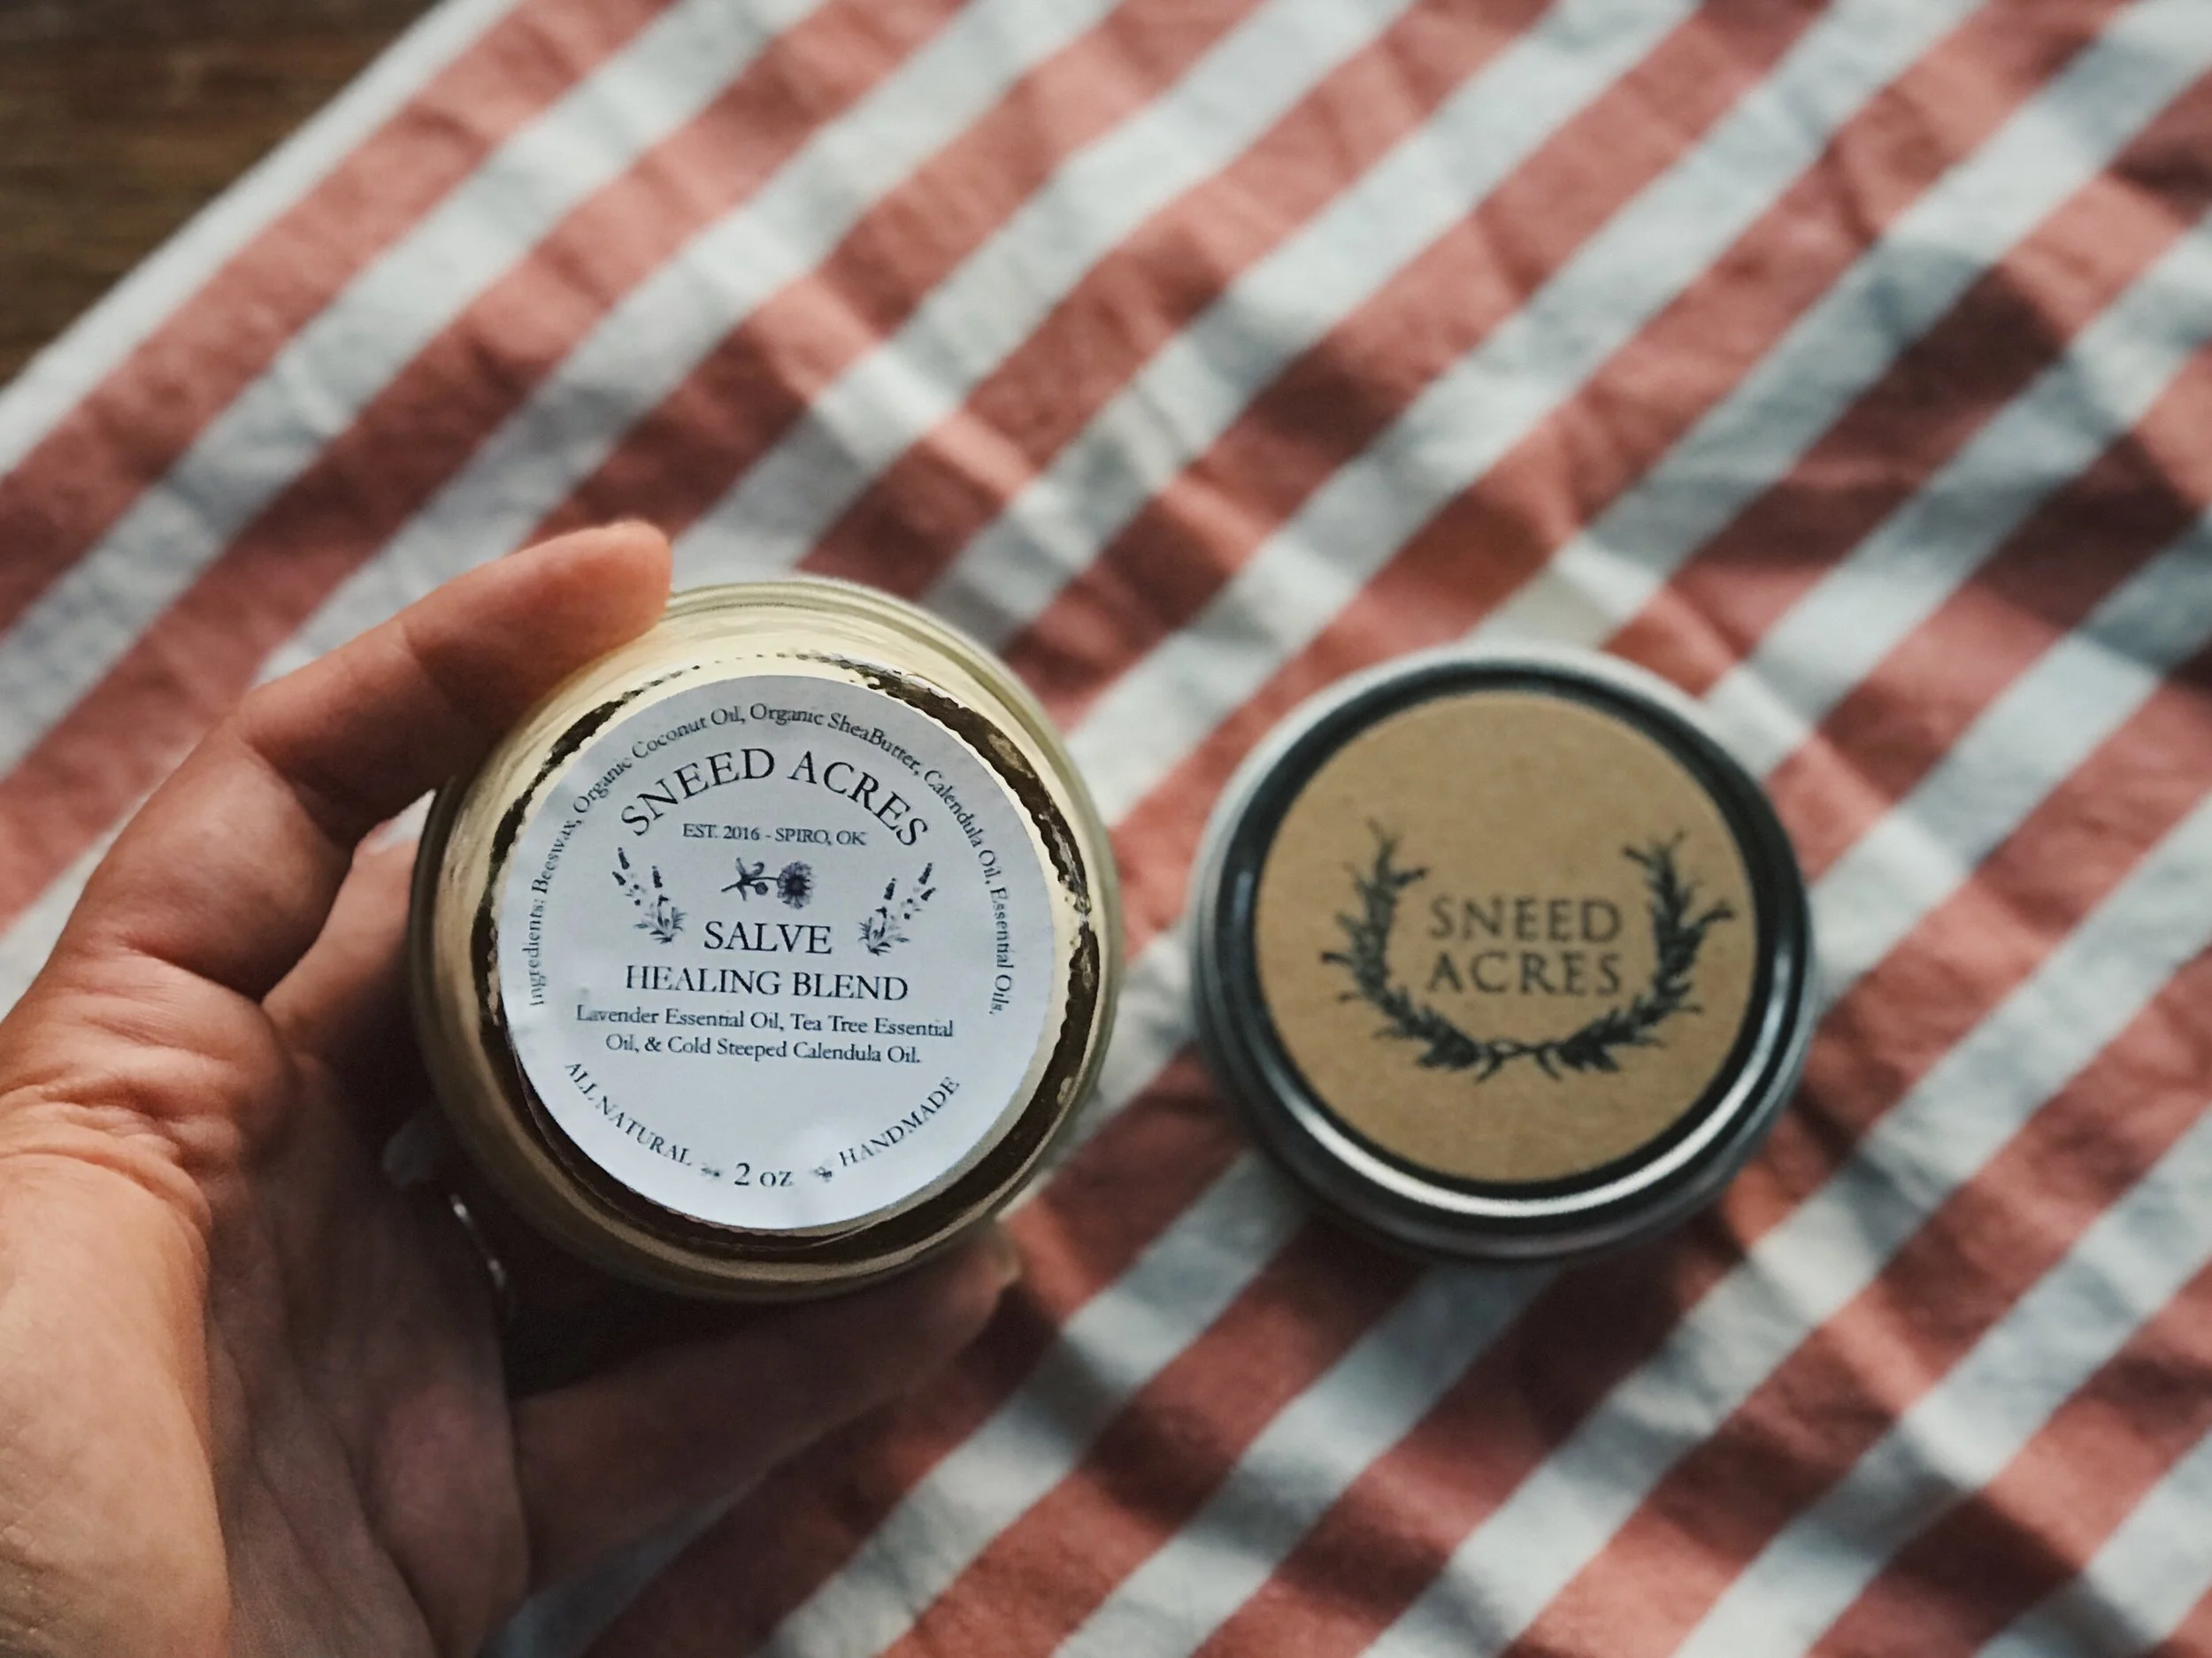 Ingredients: Beeswax, Organic Coconut Oil, Organic SheaButter, Calendula Oil, Essential Oils,
SNEED ACRES
EST. 2016 - SPIRO, OK
SALVE
HEALING BLEND
Lavender Essential Oil, Tea Tree Essential
Oil, & Cold Steeped Calendula Oil.
ALL NATURAL 2 oz HANDMADE
SNEED
ACRES